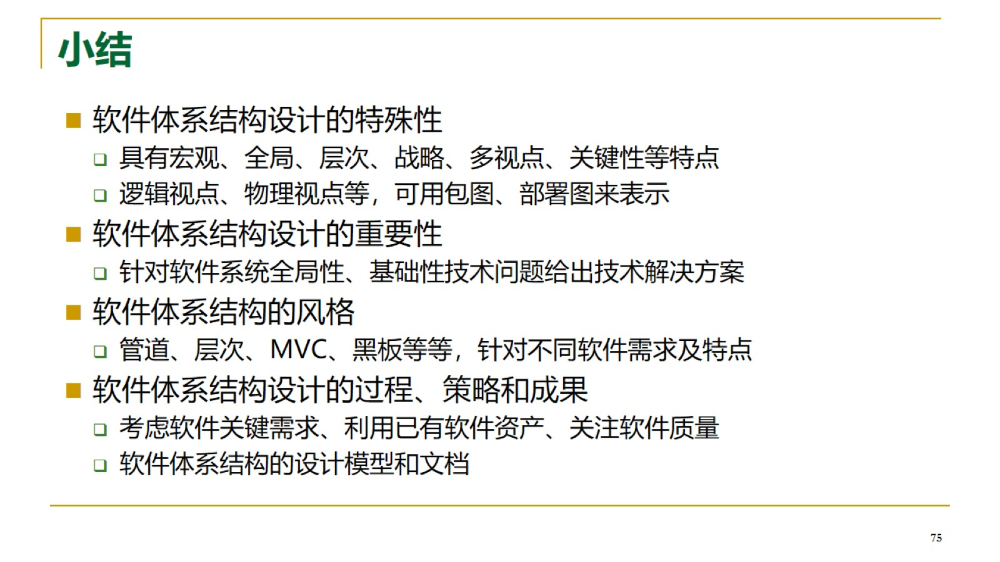 小结
软件体系结构设计的特殊性
具有宏观、全局、层次、战略、多视点、关键性等特点
逻辑视点、物理视点等，可用包图、部署图来表示
软件体系结构设计的重要性
针对软件系统全局性、基础性技术问题给出技术解决方案
软件体系结构的风格
管道、层次、MVC、黑板等等，针对不同软件需求及特点
软件体系结构设计的过程、策略和成果
考虑软件关键需求、利用已有软件资产、关注软件质量
软件体系结构的设计模型和文档
75